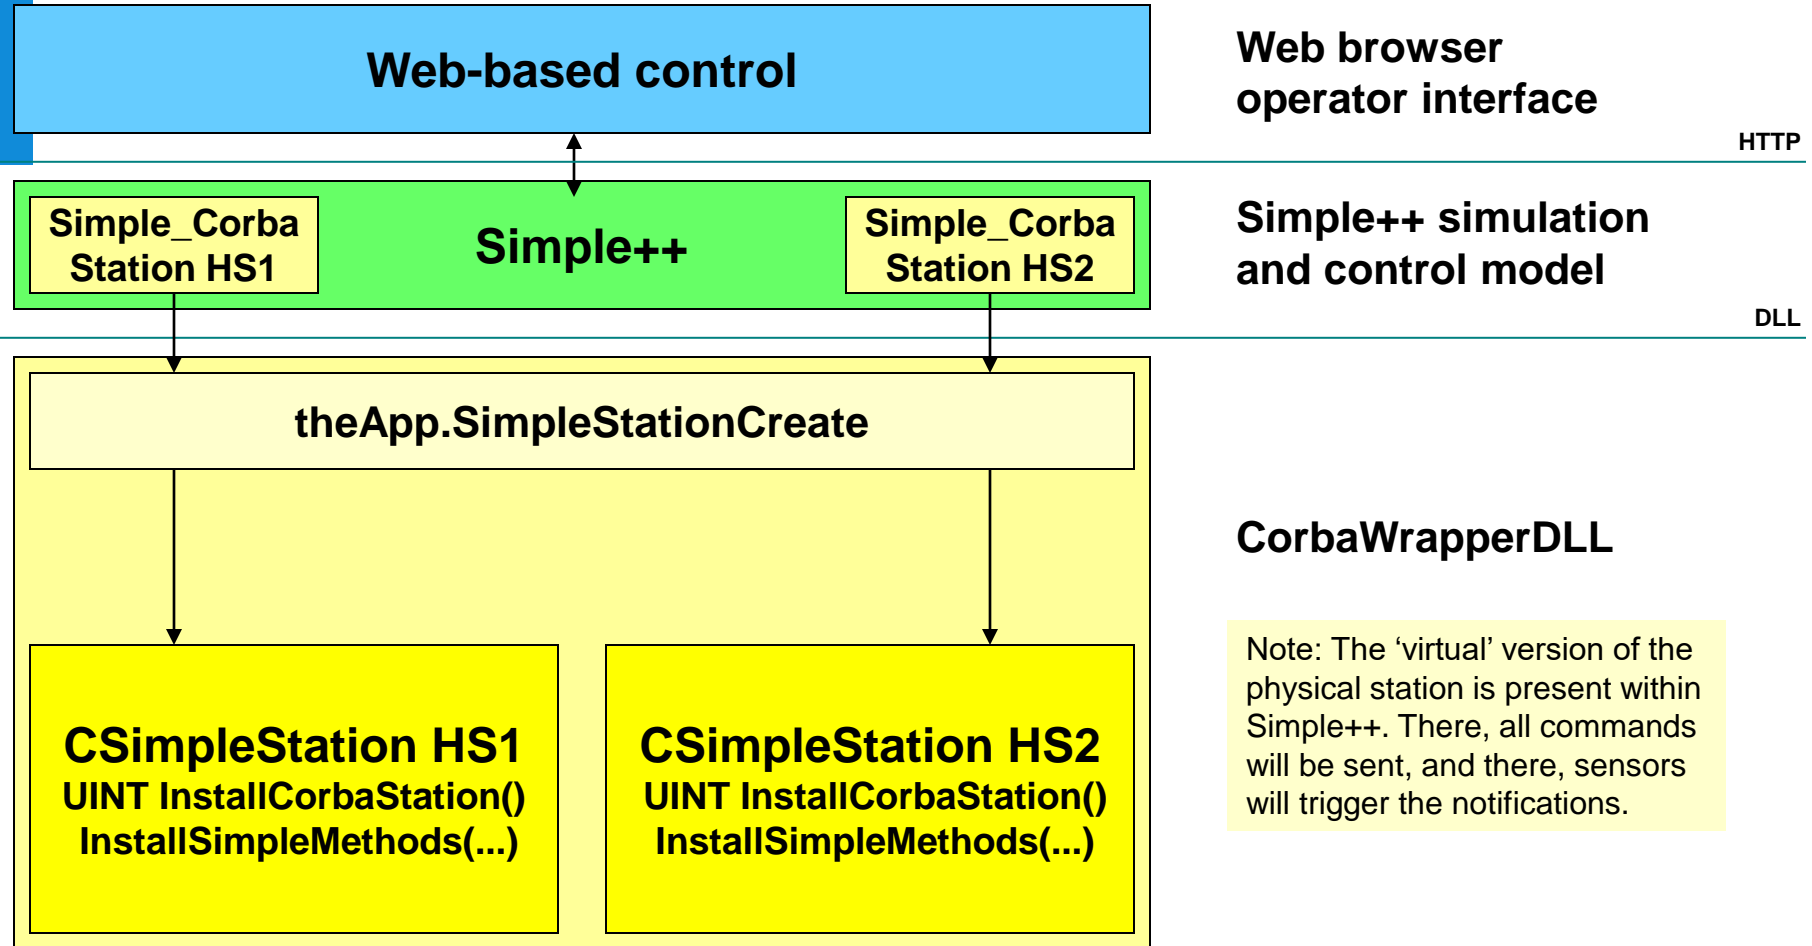 Web-based control
Web browser
operator interface
HTTP
Simple_Corba
Station HS1
Simple++
Simple_Corba
Station HS2
Simple++ simulation
and control model
DLL
theApp.SimpleStationCreate
CorbaWrapperDLL
CSimpleStation HS1
UINT InstallCorbaStation()
InstallSimpleMethods(...)
CSimpleStation HS2
UINT InstallCorbaStation()
InstallSimpleMethods(...)
Note: The ‘virtual’ version of the
physical station is present within
Simple++. There, all commands
will be sent, and there, sensors
will trigger the notifications.